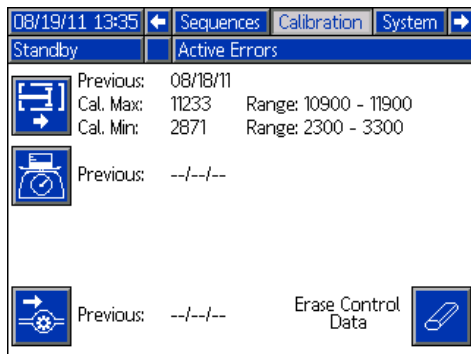 08/19/11 13:35 Sequences Calibration System
Standby Active Errors
Previous: 08/18/11
Cal. Max: 11233 Range: 10900 - 11900
Cal. Min: 2871 Range: 2300 - 3300
Previous: --/--/--
Previous: --/--/--
Erase Control
Data